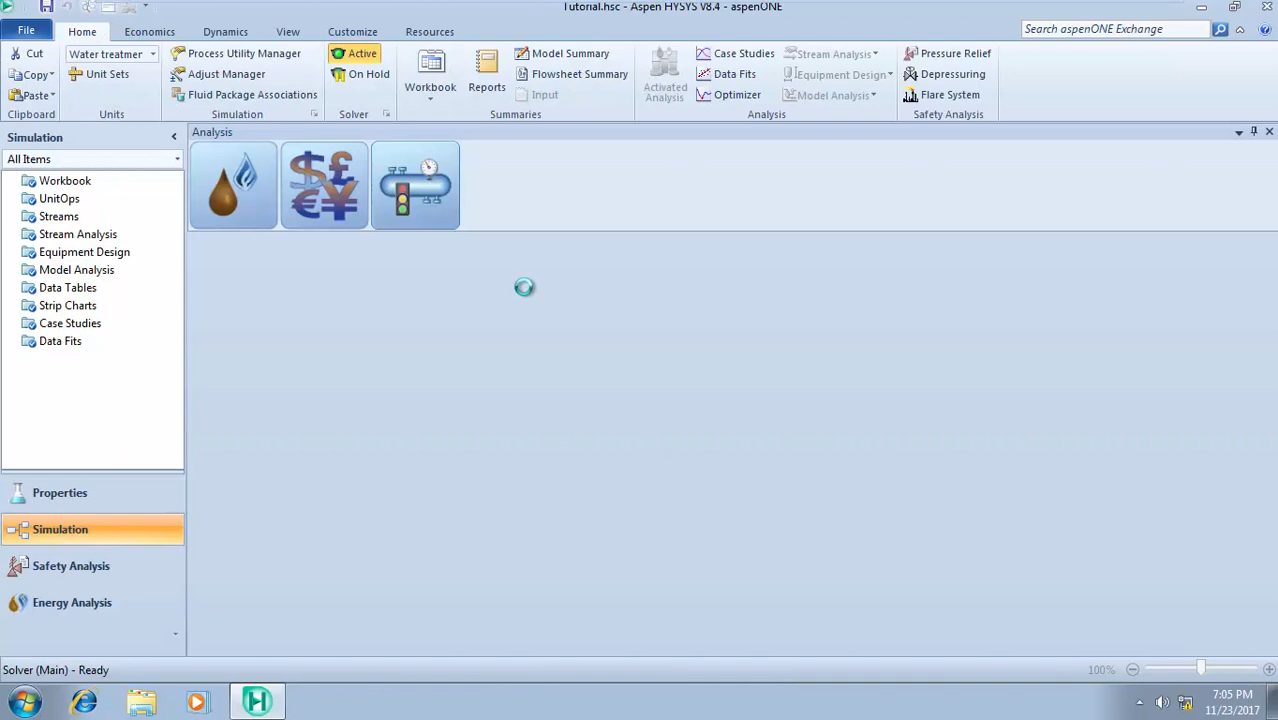 Tutorial.hsc - Aspen HYSYS V8.4 - aspenONE
File
Home
Economics
Dynamics
View
Customize
Resources
Search aspenONE Exchange
Cut
Copy
Paste
Clipboard
Water treatmer
Unit Sets
Units
Process Utility Manager
Adjust Manager
Fluid Package Associations
Simulation
Active
On Hold
Solver
Workbook
Reports
Model Summary
Flowsheet Summary
Input
Summaries
Activated
Analysis
Case Studies
Data Fits
Optimizer
Stream Analysis
Equipment Design
Model Analysis
Analysis
Pressure Relief
Depressuring
Flare System
Safety Analysis
Simulation
All Items
Workbook
UnitOps
Streams
Stream Analysis
Equipment Design
Model Analysis
Data Tables
Strip Charts
Case Studies
Data Fits
Properties
Simulation
Safety Analysis
Energy Analysis
Analysis
$£€¥
Solver (Main) - Ready
100%
7:05 PM
11/23/2017